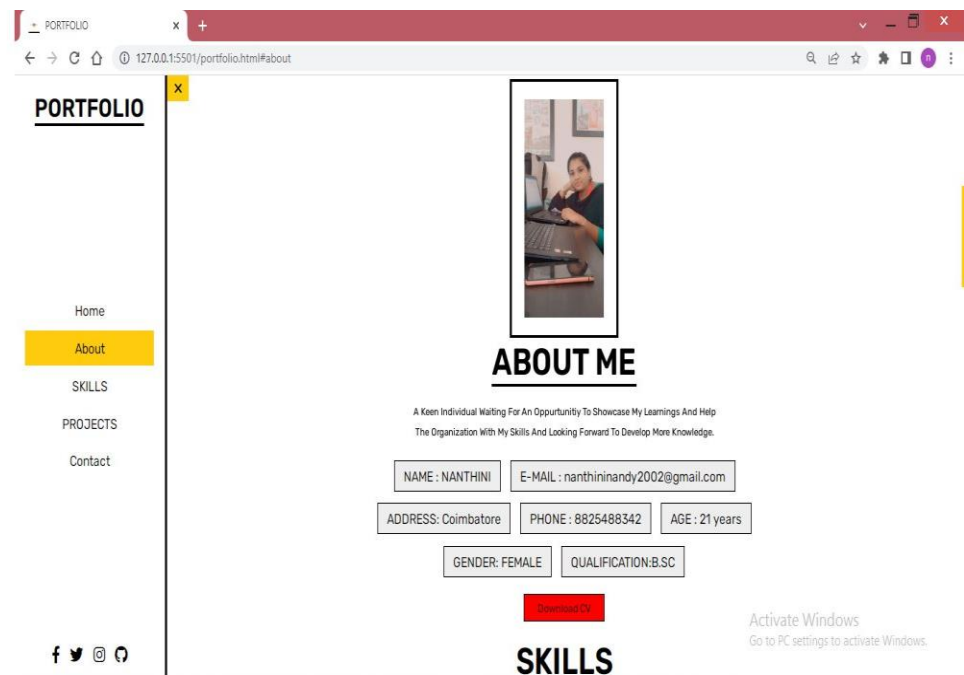 PORTFOLIO
127.0.0.1:5501/portfolio.html#about
n
PORTFOLIO
X
Home
About
SKILLS
PROJECTS
Contact
ABOUT ME
A Keen Individual Waiting For An Oppurtunitiy To Showcase My Learnings And Help
The Organization With My Skills And Looking Forward To Develop More Knowledge.
NAME : NANTHINI E-MAIL : nanthininandy2002@gmail.com
ADDRESS: Coimbatore PHONE : 8825488342 AGE : 21 years
GENDER: FEMALE QUALIFICATION:B.SC
Download CV
SKILLS
Activate Windows
Go to PC settings to activate Windows.